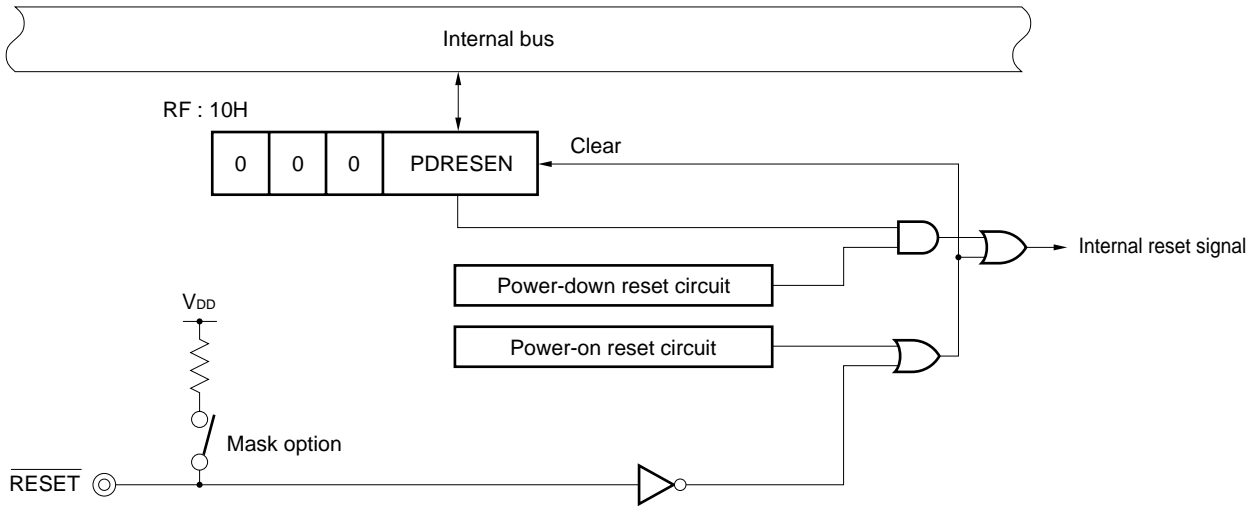 Internal bus
RF : 10H
0 0 0 PDRESEN
Clear
Internal reset signal
Power-down reset circuit
VDD
Power-on reset circuit
Mask option
RESET